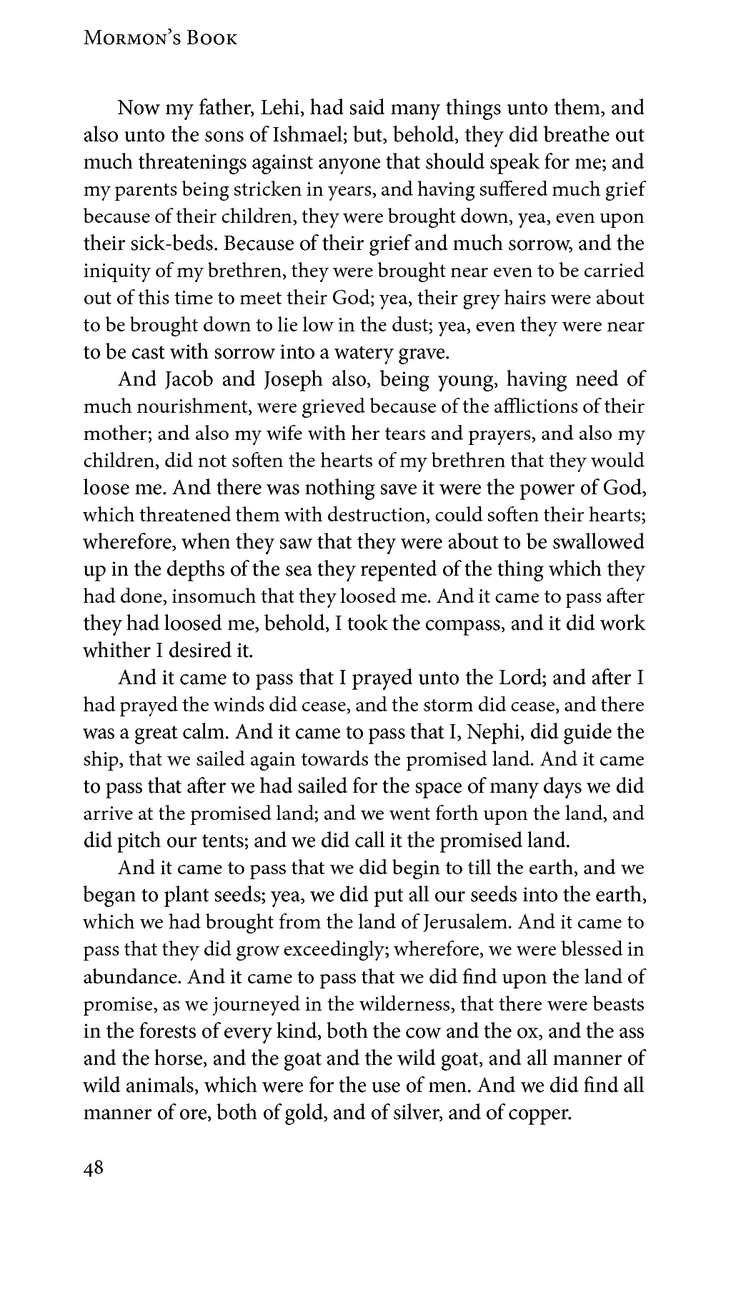 Mormon's Book
Now my father, Lehi, had said many things unto them, and
also unto the sons of Ishmael; but, behold, they did breathe out
much threatenings against anyone that should speak for me; and
my parents being stricken in years, and having suffered much grief
because of their children, they were brought down, yea, even upon
their sick-beds. Because of their grief and much sorrow, and the
iniquity of my brethren, they were brought near even to be carried
out of this time to meet their God; yea, their grey hairs were about
to be brought down to lie low in the dust; yea, even they were near
to be cast with sorrow into a watery grave.
And Jacob and Joseph also, being young, having need of
much nourishment, were grieved because of the afflictions of their
mother; and also my wife with her tears and prayers, and also my
children, did not soften the hearts of my brethren that they would
loose me. And there was nothing save it were the power of God,
which threatened them with destruction, could soften their hearts;
wherefore, when they saw that they were about to be swallowed
up in the depths of the sea they repented of the thing which they
had done, insomuch that they loosed me. And it came to pass after
they had loosed me, behold, I took the compass, and it did work
whither I desired it.
And it came to pass that I prayed unto the Lord; and after I
had prayed the winds did cease, and the storm did cease, and there
was a great calm. And it came to pass that I, Nephi, did guide the
ship, that we sailed again towards the promised land. And it came
to pass that after we had sailed for the space of many days we did
arrive at the promised land; and we went forth upon the land, and
did pitch our tents; and we did call it the promised land.
And it came to pass that we did begin to till the earth, and we
began to plant seeds; yea, we did put all our seeds into the earth,
which we had brought from the land of Jerusalem. And it came to
pass that they did grow exceedingly; wherefore, we were blessed in
abundance. And it came to pass that we did find upon the land of
promise, as we journeyed in the wilderness, that there were beasts
in the forests of every kind, both the cow and the ox, and the ass
and the horse, and the goat and the wild goat, and all manner of
wild animals, which were for the use of men. And we did find all
manner of ore, both of gold, and of silver, and of copper.
48